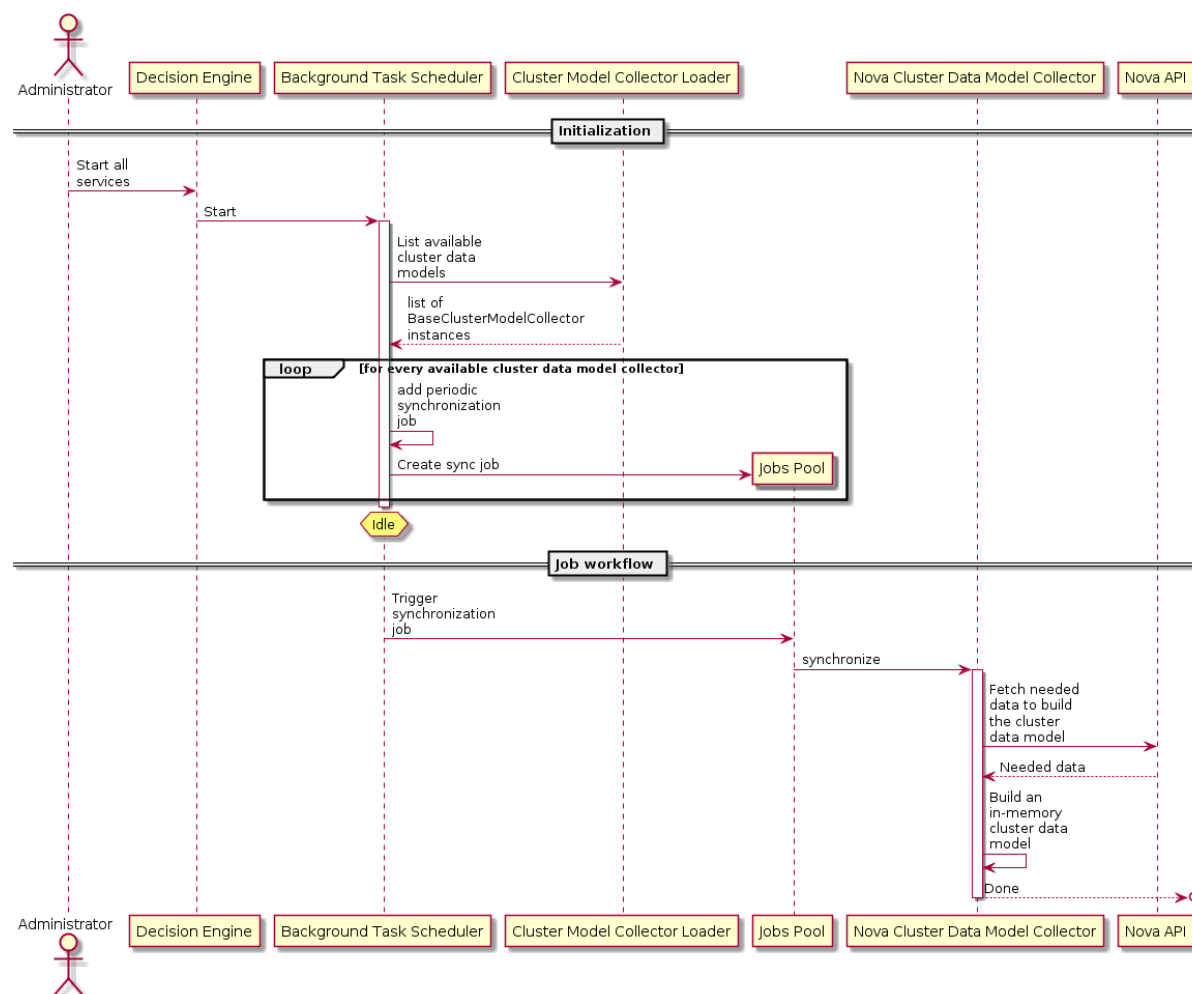 Administrator
Decision Engine
Background Task Scheduler
Cluster Model Collector Loader
Nova Cluster Data Model Collector
Nova API
Initialization
Start all
services
Start
List available
cluster data
models
list of
BaseClusterModelCollector
instances
loop
[for every available cluster data model collector]
add periodic
synchronization
job
Create sync job
Jobs Pool
Idle
Job workflow
Trigger
synchronization
job
synchronize
Fetch needed
data to build
the cluster
data model
Needed data
Build an
in-memory
cluster data
model
Done
Administrator
Decision Engine
Background Task Scheduler
Cluster Model Collector Loader
Jobs Pool
Nova Cluster Data Model Collector
Nova API